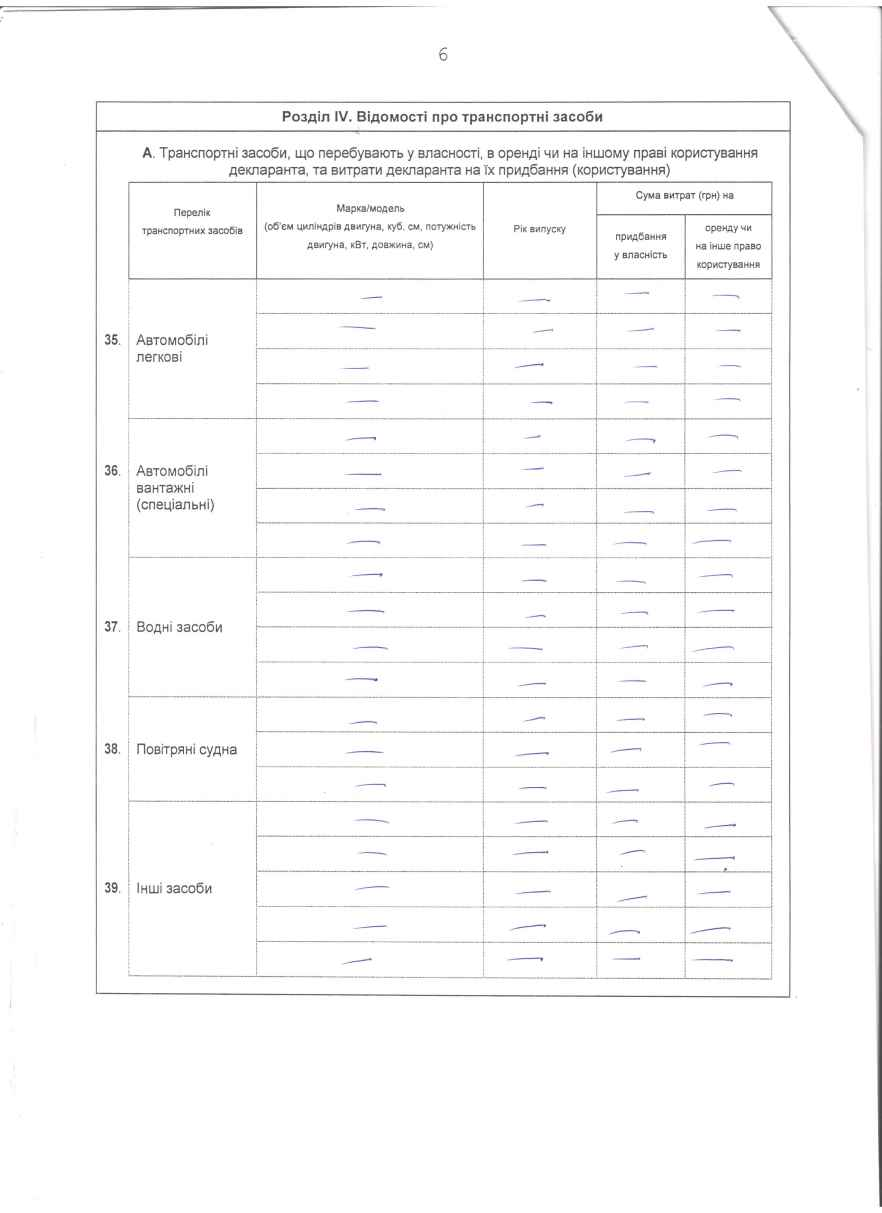 6
Розділ IV. Відомості про транспортні засоби
А. Транспортні засоби, що перебувають у власності, в оренді чи на іншому праві користування
декларанта, та витрати декларанта на їх придбання (користування)
Перелік
транспортних засобів
Марка/модель
(об'єм циліндрів двигуна, куб. см, потужність
двигуна, кВт, довжина, см)
Рік випуску
Сума витрат (грн) на
придбання
у власність
оренду чи
на інше право
користування
35. Автомобілі
легкові
— — — —
— — — —
— — — —
— — — —
36. Автомобілі
вантажні
(спеціальні)
— — — —
— — — —
— — — —
— — — —
37. Водні засоби
— — — —
— — — —
— — — —
— — — —
38. Повітряні судна
— — — —
— — — —
— — — —
39. Інші засоби
— — — —
— — — —
— — — —
— — — —
— — — —